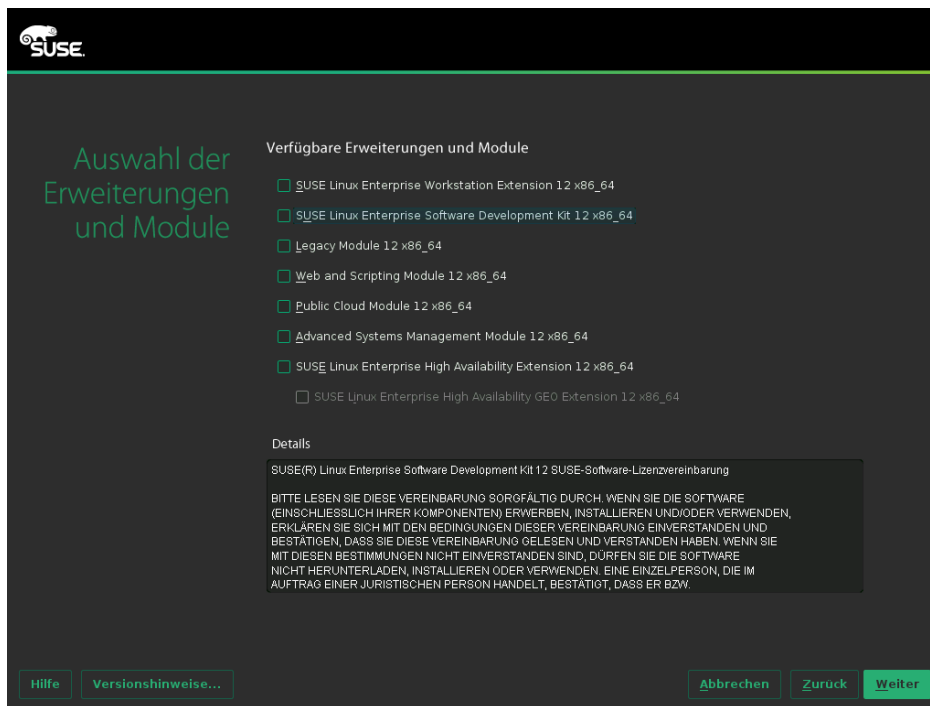 SUSE.
Auswahl der
Erweiterungen
und Module
Verfügbare Erweiterungen und Module
SUSE Linux Enterprise Workstation Extension 12 x86_64
SUSE Linux Enterprise Software Development Kit 12 x86_64
Legacy Module 12 x86_64
Web and Scripting Module 12 x86_64
Public Cloud Module 12 x86_64
Advanced Systems Management Module 12 x86_64
SUSE Linux Enterprise High Availability Extension 12 x86_64
SUSE Linux Enterprise High Availability GEO Extension 12 x86_64
Details
SUSE(R) Linux Enterprise Software Development Kit 12 SUSE-Software-Lizenzvereinbarung
BITTE LESEN SIE DIESE VEREINBARUNG SORGFÄLTIG DURCH. WENN SIE DIE SOFTWARE
(EINSCHLIESSLICH IHRER KOMPONENTEN) ERWERBEN, INSTALLIEREN UND/ODER VERWENDEN,
ERKLÄREN SIE SICH MIT DEN BEDINGUNGEN DIESER VEREINBARUNG EINVERSTANDEN UND
BESTÄTIGEN, DASS SIE DIESE VEREINBARUNG GELESEN UND VERSTANDEN HABEN. WENN SIE
MIT DIESEN BESTIMMUNGEN NICHT EINVERSTANDEN SIND, DÜRFEN SIE DIE SOFTWARE
NICHT HERUNTERLADEN, INSTALLIEREN ODER VERWENDEN. EINE EINZELPERSON, DIE IM
AUFTRAG EINER JURISTISCHEN PERSON HANDELT, BESTÄTIGT, DASS ER BZW.
Hilfe
Versionshinweise...
Abbrechen
Zurück
Weiter